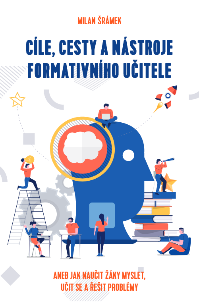 MILAN ŠRÁMEK
CÍLE, CESTY A NÁSTROJE
FORMATIVNÍHO UČITELE
ANEB JAK NAUČIT ŽÁKY MYSLET,
UČIT SE A ŘEŠIT PROBLÉMY